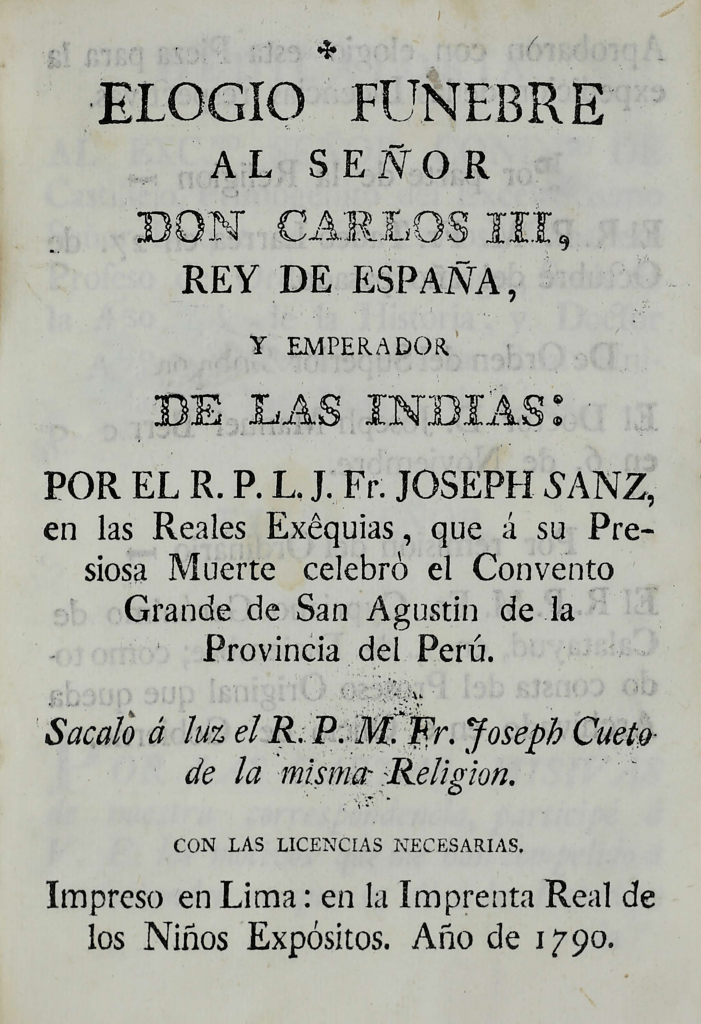 ELOGIO FUNEBRE
AL SEÑOR
DON CARLOS III,
REY DE ESPAÑA,
Y EMPERADOR
DE LAS INDIAS:
POR EL R. P. L. J. Fr. JOSEPH SANZ,
en las Reales Exêquias, que á su Pre-
siosa Muerte celebrò el Convento
Grande de San Agustin de la
Provincia del Perú.
Sacalò á luz el R. P. M. Fr. Joseph Cueto
de la misma Religion.
CON LAS LICENCIAS NECESARIAS.
Impreso en Lima: en la Imprenta Real de
los Niños Expósitos. Año de 1790.